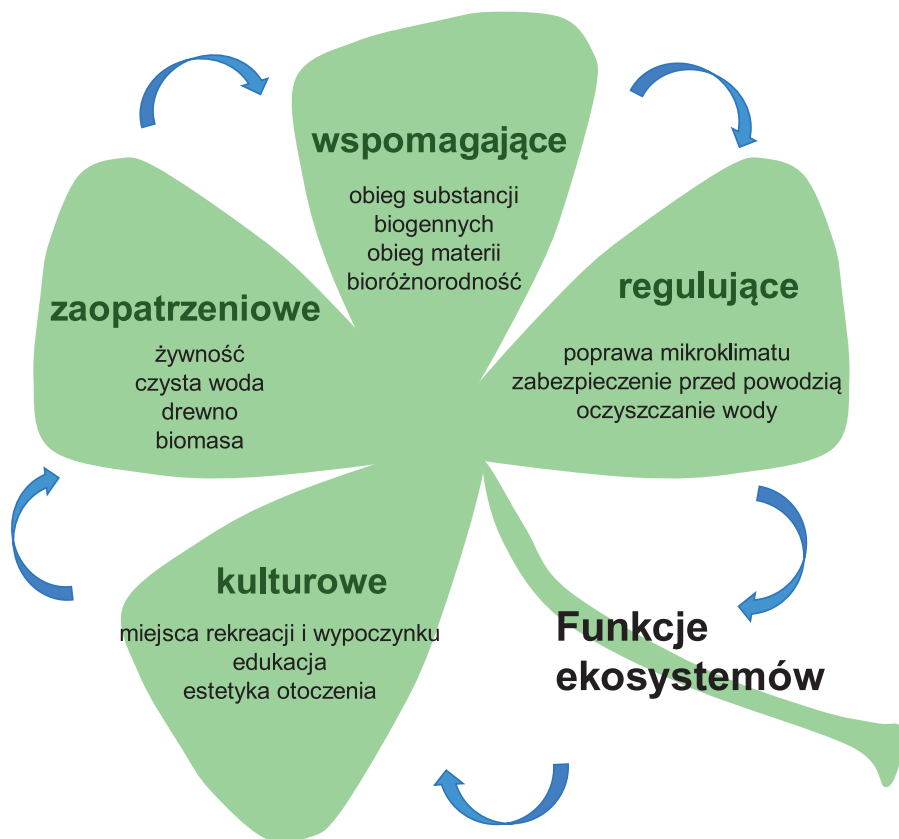 wspomagające
obieg substancji
biogennych
obieg materii
bioróżnorodność
regulujące
poprawa mikroklimatu
zabezpieczenie przed powodzią
oczyszczanie wody
zaopatrzeniowe
żywność
czysta woda
drewno
biomasa
kulturowe
miejsca rekreacji i wypoczynku
edukacja
estetyka otoczenia
Funkcje
ekosystemów